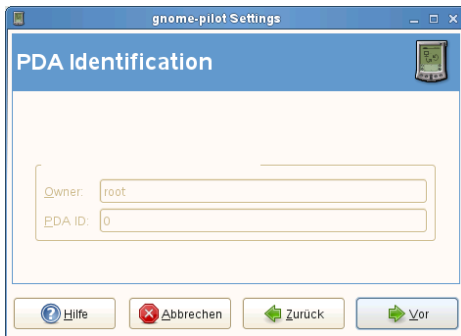 gnome-pilot Settings
PDA Identification
Owner: root
PDA ID: 0
Hilfe
Abbrechen
Zurück
Vor